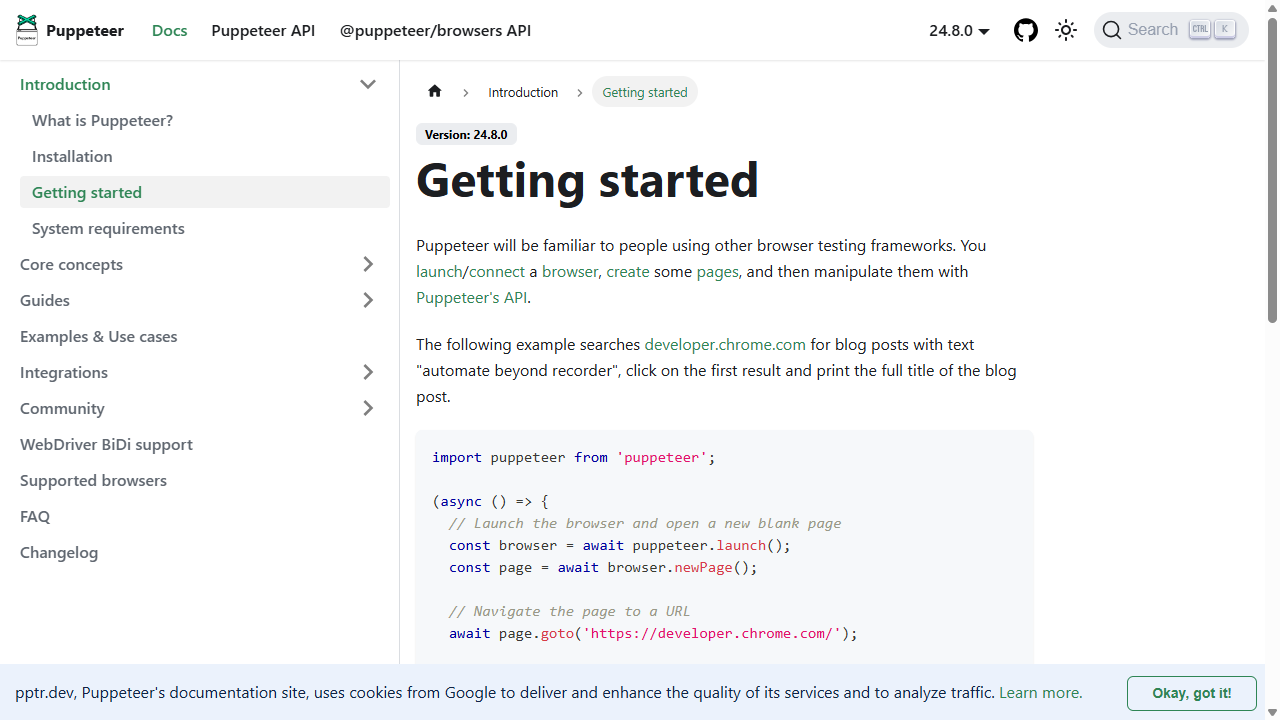 Puppeteer
Docs
Puppeteer API
@puppeteer/browsers API
24.8.0
Search
CTRL
K
Introduction
What is Puppeteer?
Installation
Getting started
System requirements
Core concepts
Guides
Examples & Use cases
Integrations
Community
WebDriver BiDi support
Supported browsers
FAQ
Changelog
Introduction
Getting started
Version: 24.8.0
Getting started
Puppeteer will be familiar to people using other browser testing frameworks. You
launch/connect a browser, create some pages, and then manipulate them with
Puppeteer's API.
The following example searches developer.chrome.com for blog posts with text
"automate beyond recorder", click on the first result and print the full title of the blog
post.
import puppeteer from 'puppeteer';
(async () => {
// Launch the browser and open a new blank page
const browser = await puppeteer.launch();
const page = await browser.newPage();
// Navigate the page to a URL
await page.goto('https://developer.chrome.com/');
pptr.dev, Puppeteer's documentation site, uses cookies from Google to deliver and enhance the quality of its services and to analyze traffic. Learn more.
Okay, got it!